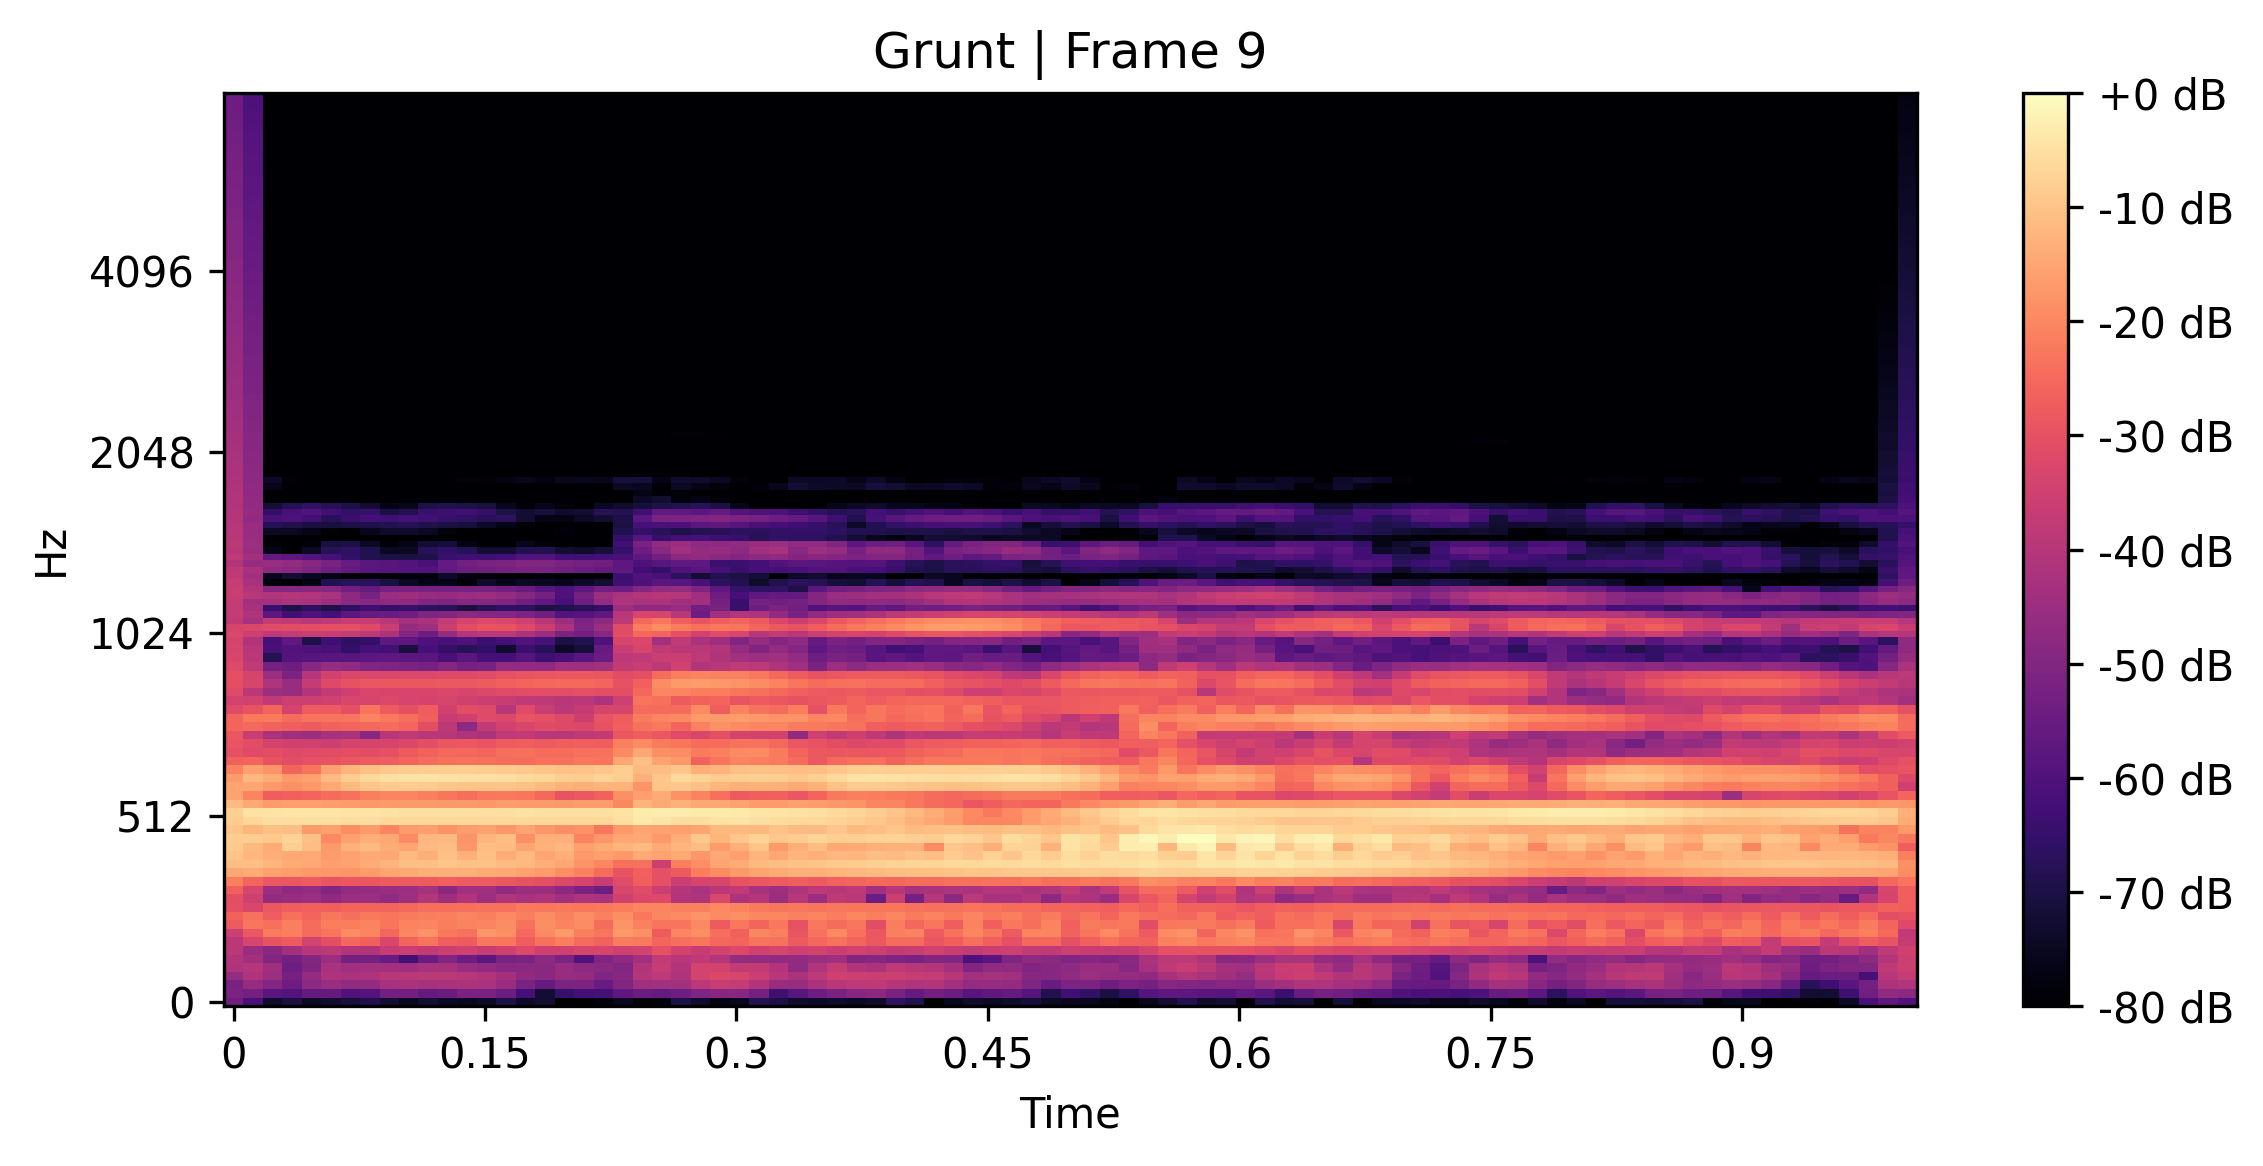 Grunt | Frame 9
+0 dB
-10 dB
-20 dB
-30 dB
-40 dB
-50 dB
-60 dB
-70 dB
-80 dB
4096
2048
1024
512
0
Hz
0 0.15 0.3 0.45 0.6 0.75 0.9
Time